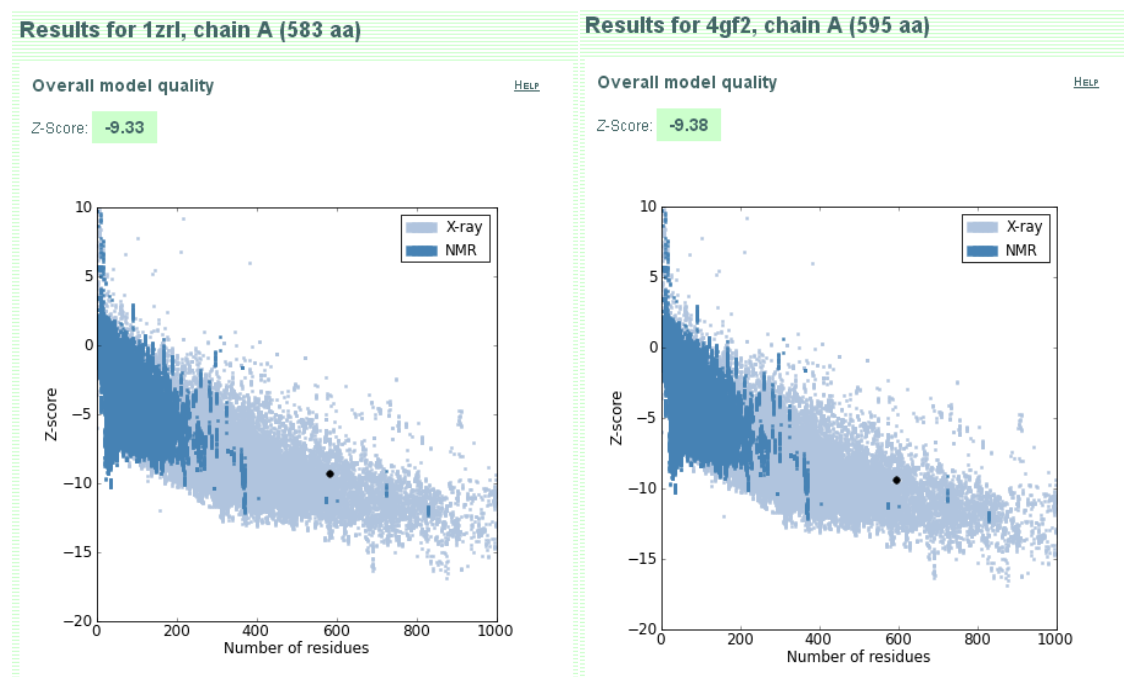 Results for 1zrl, chain A (583 aa)
Overall model quality
HELP
Z-Score: -9.33
10
5
0
−5
−10
−15
−20
Z-score
X-ray
NMR
0 200 400 600 800 1000
Number of residues
Results for 4gf2, chain A (595 aa)
Overall model quality
HELP
Z-Score: -9.38
10
5
0
−5
−10
−15
−20
Z-score
X-ray
NMR
0 200 400 600 800 1000
Number of residues